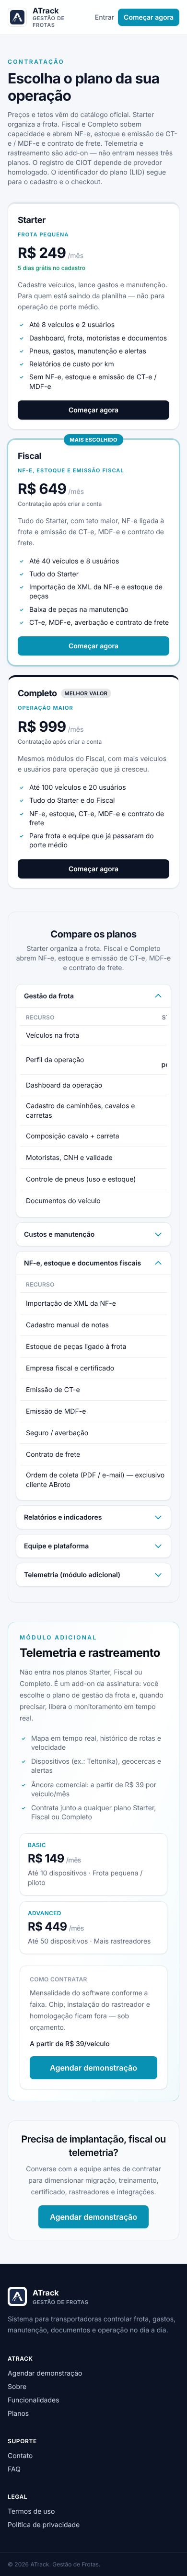 ATrack
GESTÃO DE
FROTAS
Entrar
Começar agora
CONTRATAÇÃO
Escolha o plano da sua
operação
Preços e tetos vêm do catálogo oficial. Starter
organiza a frota. Fiscal e Completo sobem
capacidade e abrem NF-e, estoque e emissão de CT-
e / MDF-e e contrato de frete. Telemetria e
rastreamento são add-on — não entram nesses três
planos. O registro de CIOT depende de provedor
homologado. O identificador do plano (LID) segue
para o cadastro e o checkout.
Starter
FROTA PEQUENA
R$ 249 /mês
5 dias grátis no cadastro
Cadastre veículos, lance gastos e manutenção.
Para quem está saindo da planilha — não para
operação de porte médio.
Até 8 veículos e 2 usuários
Dashboard, frota, motoristas e documentos
Pneus, gastos, manutenção e alertas
Relatórios de custo por km
Sem NF-e, estoque e emissão de CT-e /
MDF-e
Começar agora
MAIS ESCOLHIDO
Fiscal
NF-E, ESTOQUE E EMISSÃO FISCAL
R$ 649 /mês
Contratação após criar a conta
Tudo do Starter, com teto maior, NF-e ligada à
estoque e emissão de CT-e, MDF-e e contrato de
frete.
Até 40 veículos e 8 usuários
Tudo do Starter
Importação de XML da NF-e e estoque de
peças
Baixa de peças na manutenção
CT-e, MDF-e, averbação e contrato de frete
Começar agora
Completo MELHOR VALOR
OPERAÇÃO MAIOR
R$ 999 /mês
Contratação após criar a conta
Mesmos módulos do Fiscal, com mais veículos
e usuários para operação que já cresceu.
Até 100 veículos e 20 usuários
Tudo do Starter e do Fiscal
NF-e, estoque, CT-e, MDF-e e contrato de
frete
Para frota e equipe que já passaram do
porte médio
Começar agora
Compare os planos
Starter organiza a frota. Fiscal e Completo
abrem NF-e, estoque e emissão de CT-e, MDF-e
e contrato de frete.
Gestão da frota
RECURSO
Veículos na frota
Perfil da operação
Dashboard da operação
Cadastro de caminhões, cavalos e
carretas
Composição cavalo + carreta
Motoristas, CNH e validade
Controle de pneus (uso e estoque)
Documentos do veículo
Custos e manutenção
NF-e, estoque e documentos fiscais
RECURSO
Importação de XML da NF-e
Cadastro manual de notas
Estoque de peças ligado à frota
Empresa fiscal e certificado
Emissão de CT-e
Emissão de MDF-e
Seguro / averbação
Contrato de frete
Ordem de coleta (PDF / e-mail) — exclusivo
cliente ABroto
Relatórios e indicadores
Equipe e plataforma
Telemetria (módulo adicional)
MÓDULO ADICIONAL
Telemetria e rastreamento
Não entra nos planos Starter, Fiscal ou
Completo. É um add-on da assinatura: você
escolhe o plano de gestão da frota e, quando
precisar, libera o monitoramento em tempo
real.
Mapa em tempo real, histórico de rotas e
velocidade
Dispositivos (ex.: Teltonika), geocercas e
alertas
Âncora comercial: a partir de R$ 39 por
veículo/mês
Contrata junto a qualquer plano Starter,
Fiscal ou Completo
BASIC
R$ 149 /mês
Até 10 dispositivos · Frota pequena /
piloto
ADVANCED
R$ 449 /mês
Até 50 dispositivos · Mais rastreadores
COMO CONTRATAR
Mensalidade do software conforme a
faixa. Chip, instalação do rastreador e
homologação ficam fora — sob
orçamento.
A partir de R$ 39/veículo
Agendar demonstração
Precisa de implantação, fiscal ou
telemetria?
Converse com a equipe antes de contratar
para dimensionar migração, treinamento,
certificado, rastreadores e integrações.
Agendar demonstração
ATrack
GESTÃO DE FROTAS
Sistema para transportadoras controlar frota, gastos,
manutenção, documentos e operação no dia a dia.
ATRACK
Agendar demonstração
Sobre
Funcionalidades
Planos
SUPORTE
Contato
FAQ
LEGAL
Termos de uso
Política de privacidade
© 2026 ATrack. Gestão de Frotas.